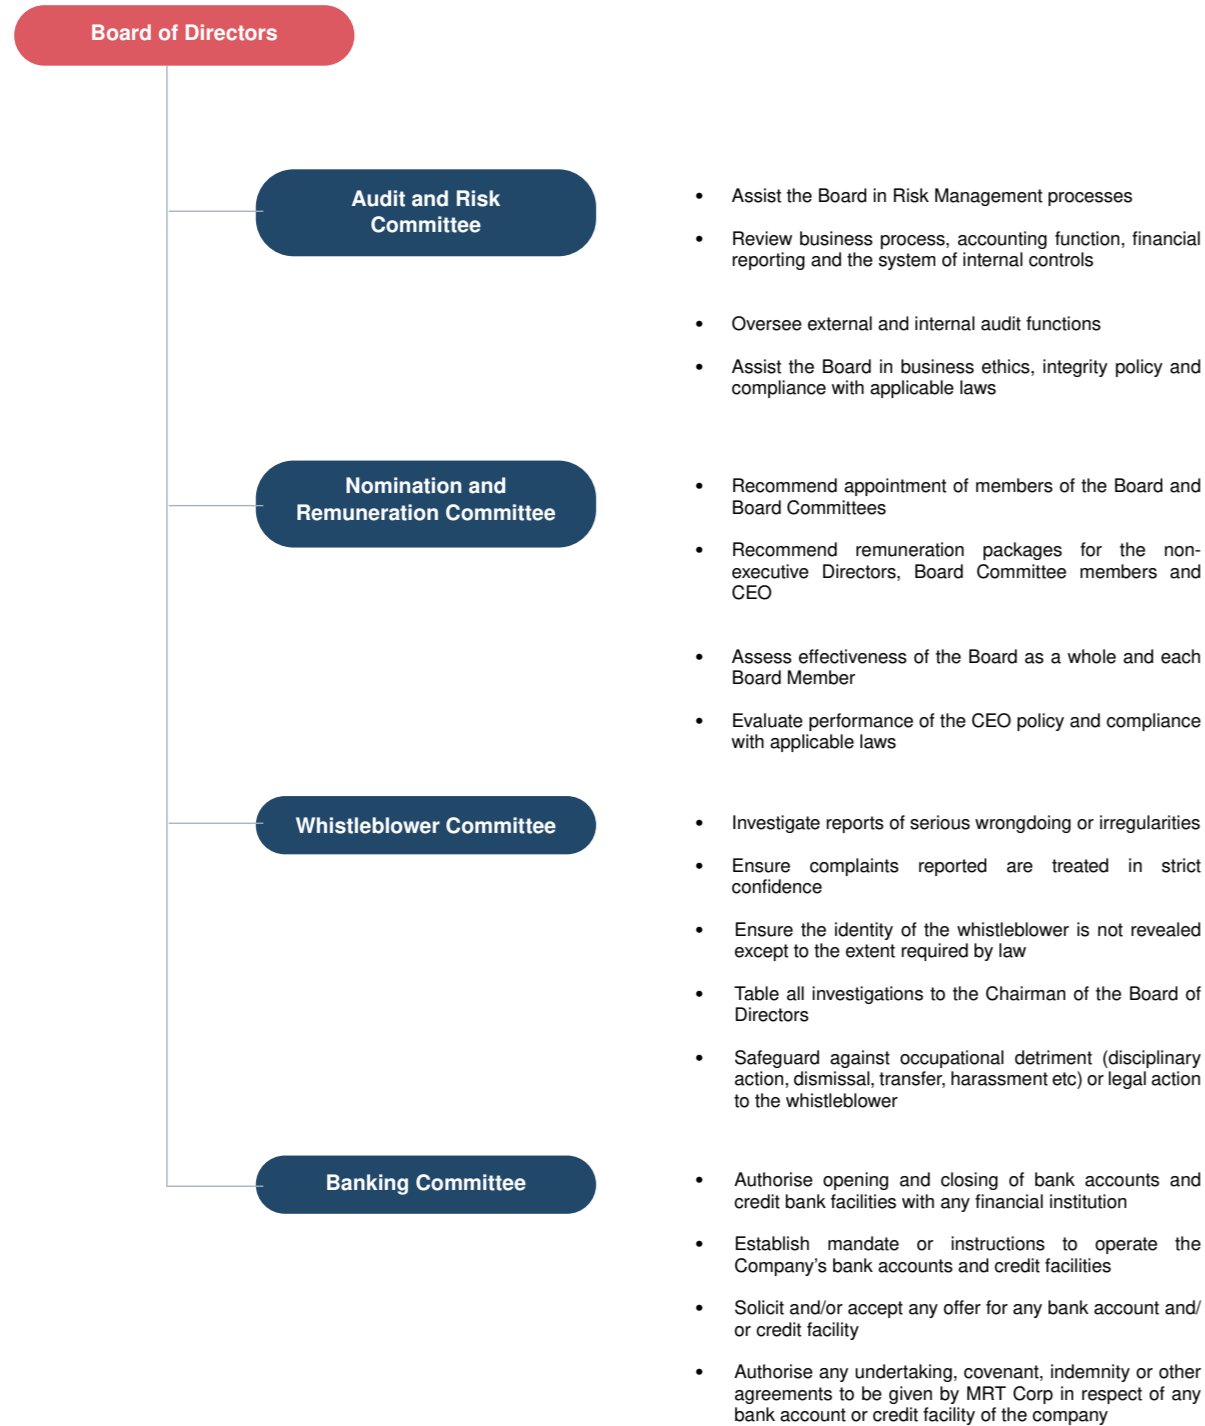 Board of Directors
Audit and Risk
Committee
• Assist the Board in Risk Management processes
• Review business process, accounting function, financial
reporting and the system of internal controls
• Oversee external and internal audit functions
• Assist the Board in business ethics, integrity policy and
compliance with applicable laws
Nomination and
Remuneration Committee
• Recommend appointment of members of the Board and
Board Committees
• Recommend remuneration packages for the non-
executive Directors, Board Committee members and
CEO
• Assess effectiveness of the Board as a whole and each
Board Member
• Evaluate performance of the CEO policy and compliance
with applicable laws
Whistleblower Committee
• Investigate reports of serious wrongdoing or irregularities
• Ensure complaints reported are treated in strict
confidence
• Ensure the identity of the whistleblower is not revealed
except to the extent required by law
• Table all investigations to the Chairman of the Board of
Directors
• Safeguard against occupational detriment (disciplinary
action, dismissal, transfer, harassment etc) or legal action
to the whistleblower
Banking Committee
• Authorise opening and closing of bank accounts and
credit bank facilities with any financial institution
• Establish mandate or instructions to operate the
Company’s bank accounts and credit facilities
• Solicit and/or accept any offer for any bank account and/
or credit facility
• Authorise any undertaking, covenant, indemnity or other
agreements to be given by MRT Corp in respect of any
bank account or credit facility of the company